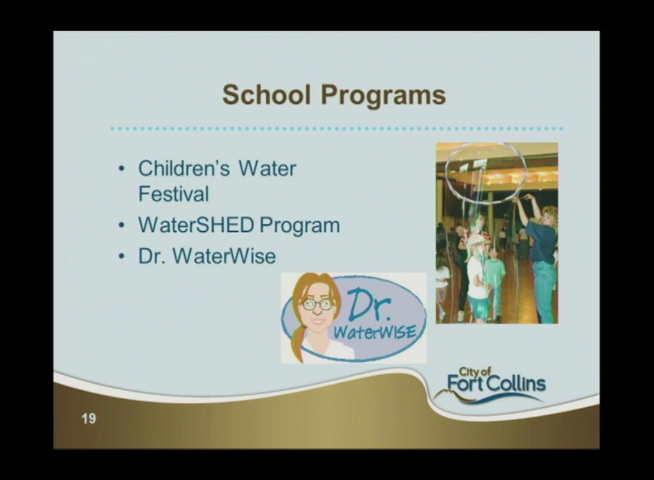 School Programs
• Children's Water
Festival
• WaterSHED Program
• Dr. WaterWise
Dr.
WaterWISE
City of
Fort Collins
19